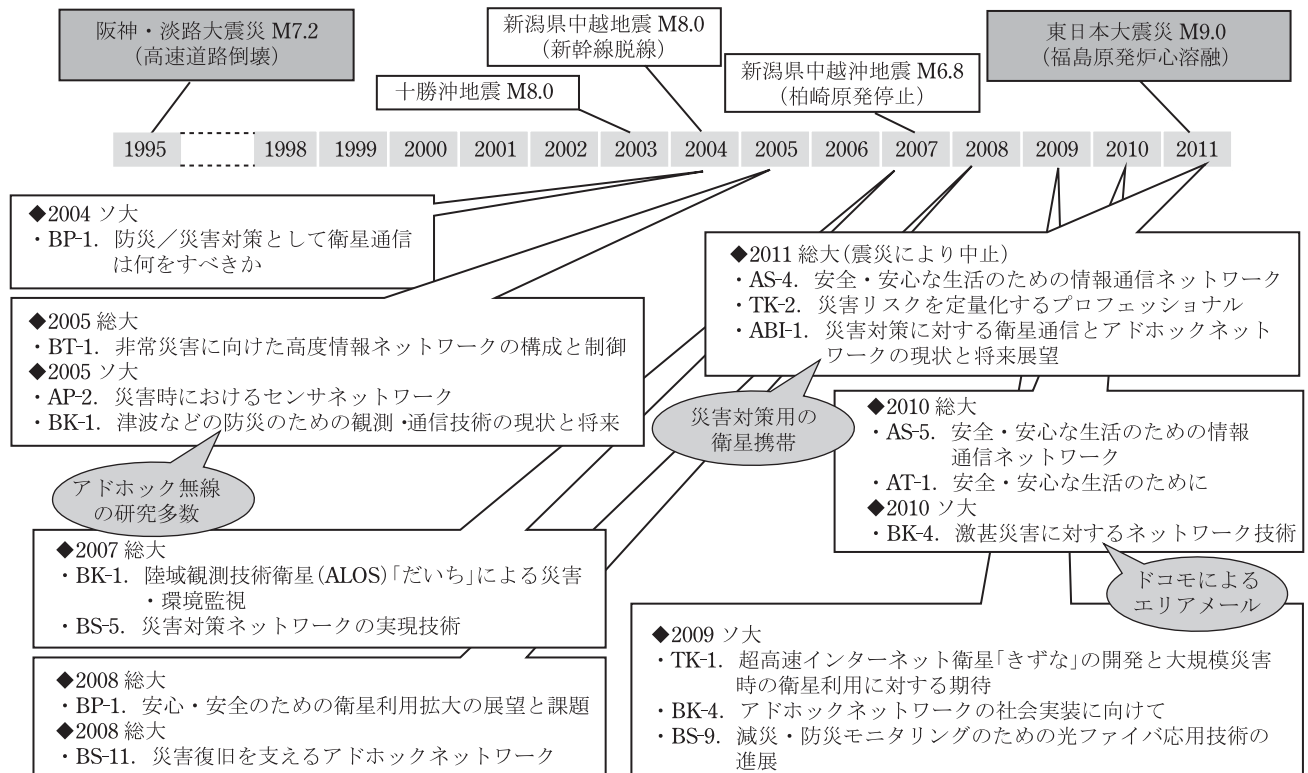 阪神・淡路大震災 M7.2
(高速道路倒壊)
新潟県中越地震 M8.0
(新幹線脱線)
東日本大震災 M9.0
(福島原発炉心溶融)
十勝沖地震 M8.0
新潟県中越沖地震 M6.8
(柏崎原発停止)
1995 1998 1999 2000 2001 2002 2003 2004 2005 2006 2007 2008 2009 2010 2011
◆2004 ソ大
・BP-1. 防災／災害対策として衛星通信
は何をすべきか
◆2005 総大
・BT-1. 非常災害に向けた高度情報ネットワークの構成と制御
◆2005 ソ大
・AP-2. 災害時におけるセンサネットワーク
・BK-1. 津波などの防災のための観測・通信技術の現状と将来
アドホック無線
の研究多数
◆2007 総大
・BK-1. 陸域観測技術衛星(ALOS)「だいち」による災害
・環境監視
・BS-5. 災害対策ネットワークの実現技術
◆2008 総大
・BP-1. 安心・安全のための衛星利用拡大の展望と課題
◆2008 総大
・BS-11. 災害復旧を支えるアドホックネットワーク
◆2011 総大(震災により中止)
・AS-4. 安全・安心な生活のための情報通信ネットワーク
・TK-2. 災害リスクを定量化するプロフェッショナル
・ABI-1. 災害対策に対する衛星通信とアドホックネット
ワークの現状と将来展望
災害対策用の
衛星携帯
◆2010 総大
・AS-5. 安全・安心な生活のための情報
通信ネットワーク
・AT-1. 安全・安心な生活のために
◆2010 ソ大
・BK-4. 激甚災害に対するネットワーク技術
ドコモによる
エリアメール
◆2009 ソ大
・TK-1. 超高速インターネット衛星「きずな」の開発と大規模災害
時の衛星利用に対する期待
・BK-4. アドホックネットワークの社会実装に向けて
・BS-9. 減災・防災モニタリングのための光ファイバ応用技術の
進展